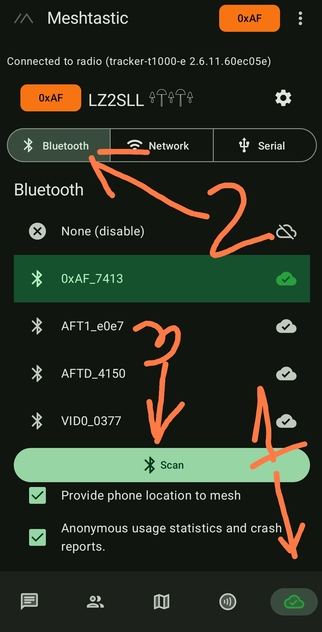 Meshtastic
0xAF
Connected to radio (tracker-t1000-e 2.6.11.60ec05e)
0xAF
LZ2SLL
Bluetooth
Network
Serial
Bluetooth
2
None (disable)
0xAF_7413
AFT1_e0e7
3
AFTD_4150
VID0_0377
1
Scan
Provide phone location to mesh
Anonymous usage statistics and crash
reports.